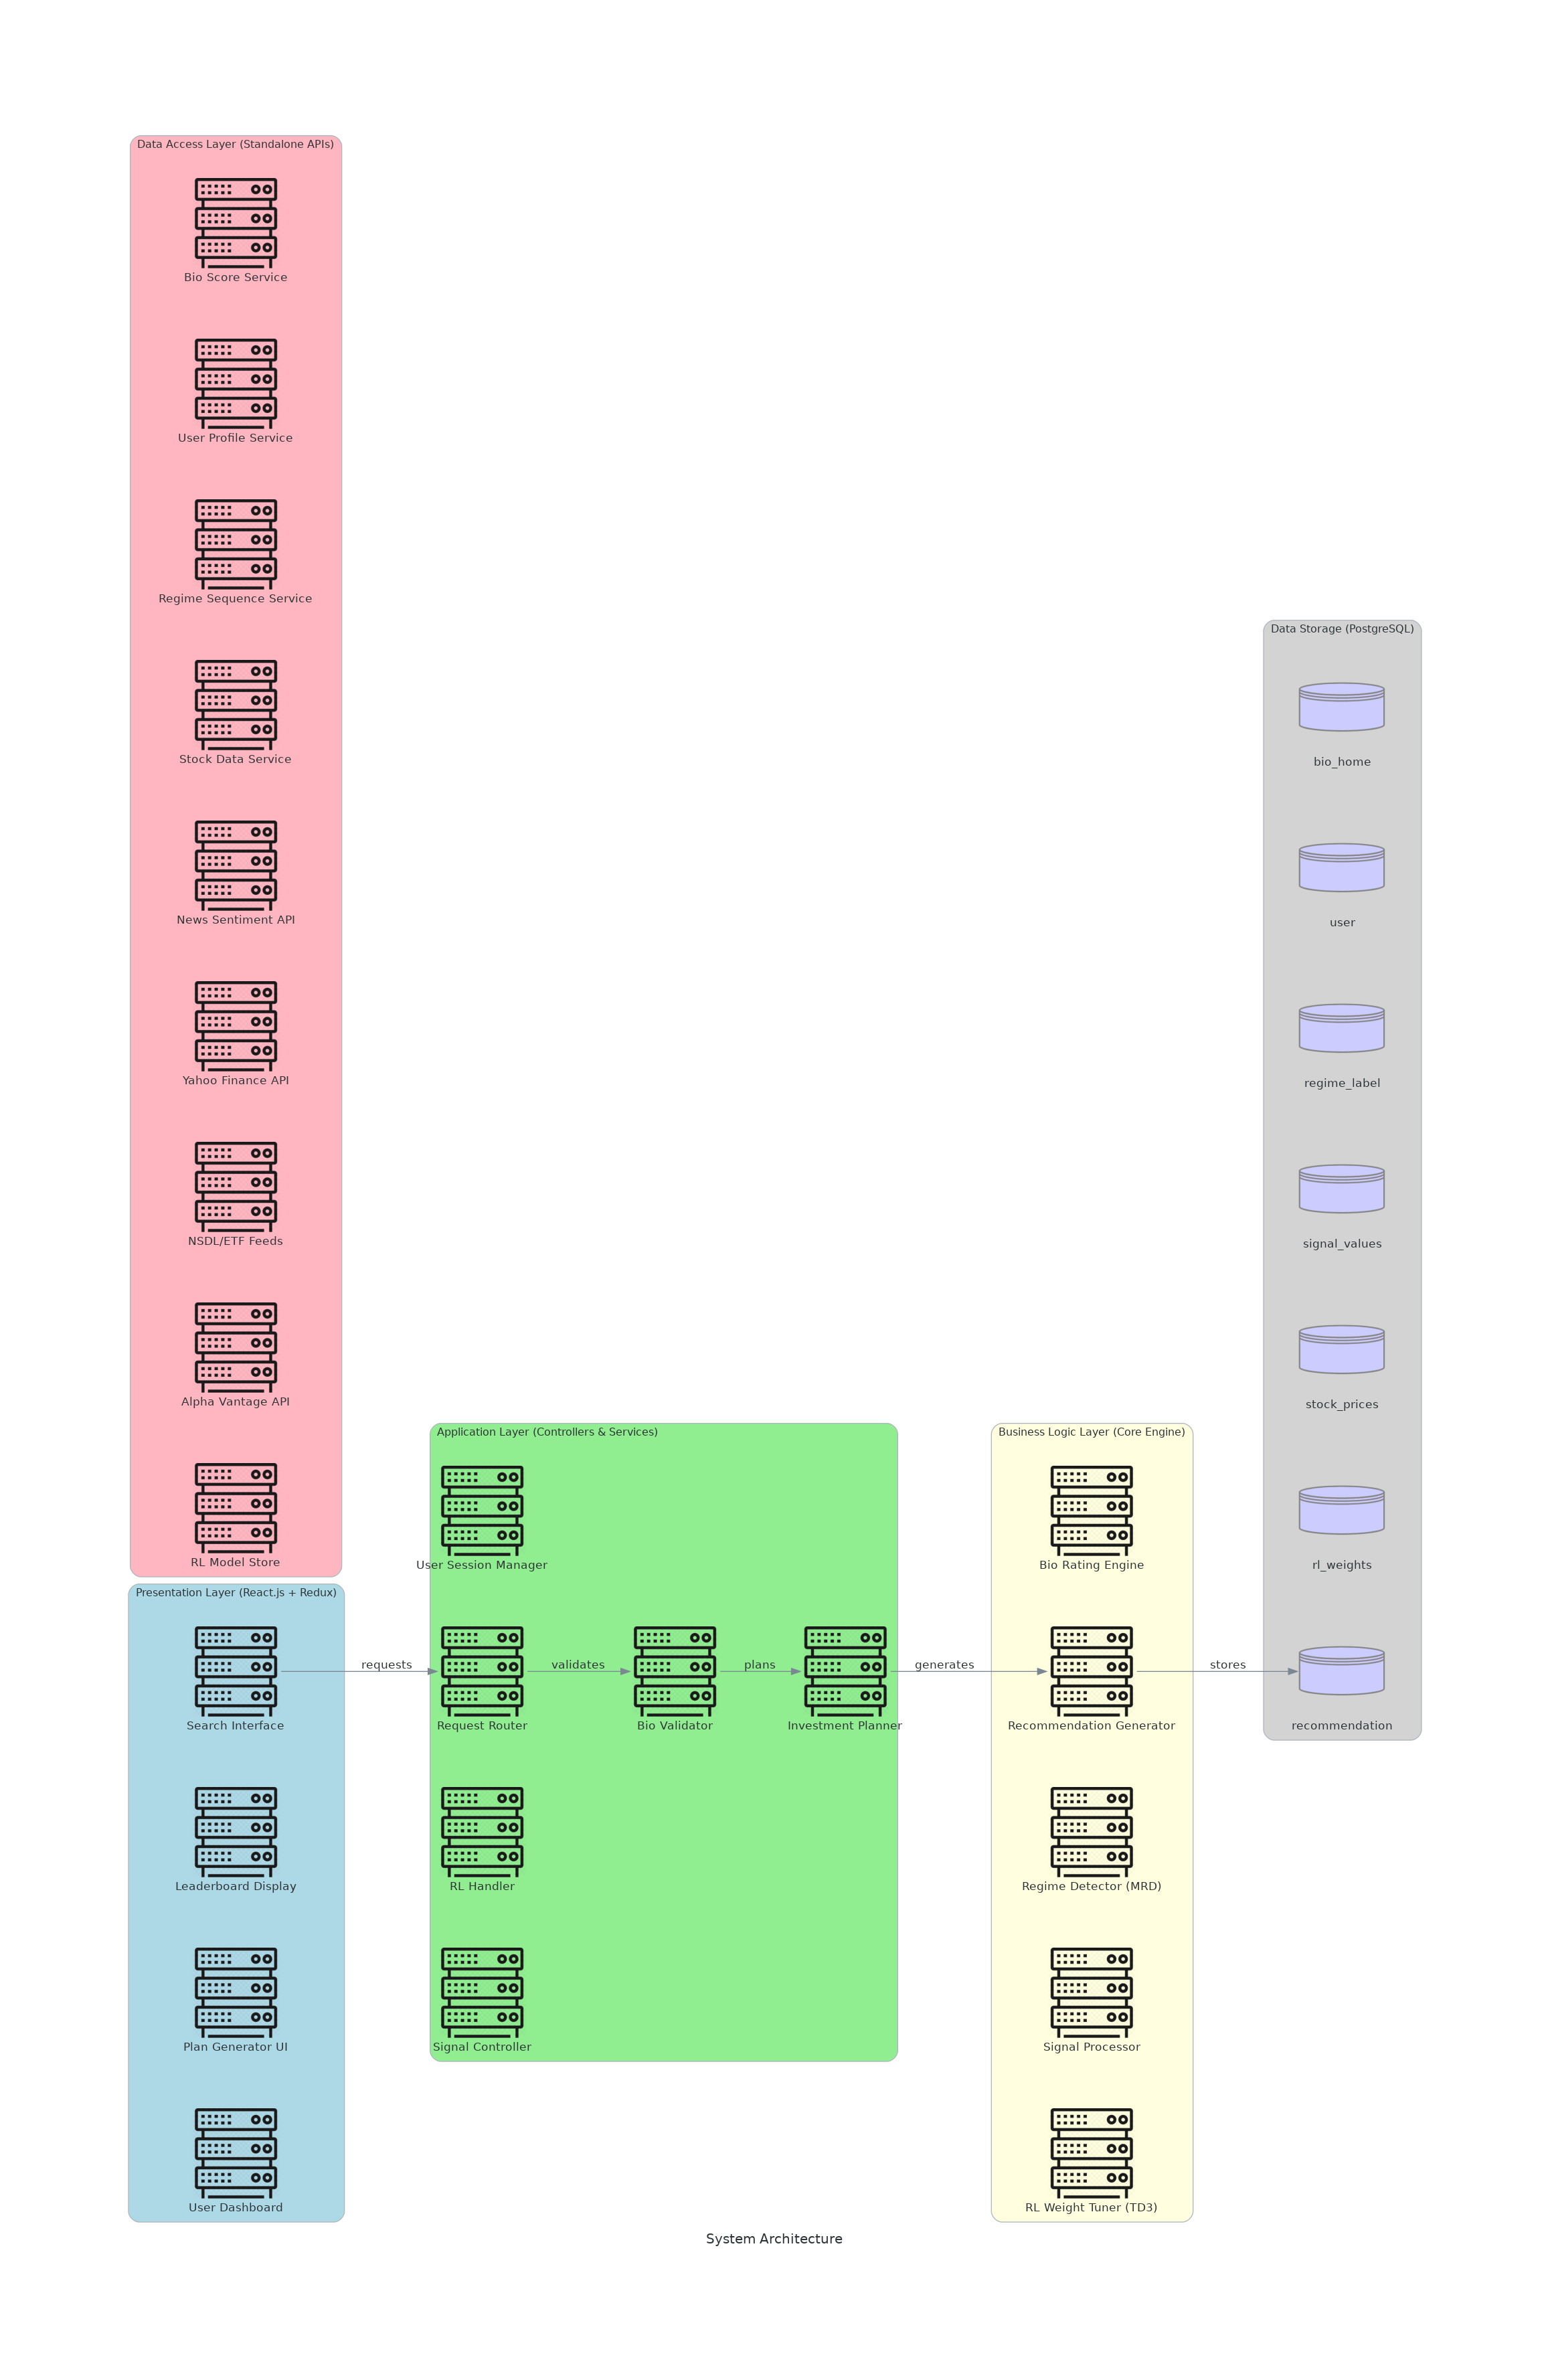 Data Access Layer (Standalone APIs)
Bio Score Service
User Profile Service
Regime Sequence Service
Stock Data Service
News Sentiment API
Yahoo Finance API
NSDL/ETF Feeds
Alpha Vantage API
RL Model Store
Presentation Layer (React.js + Redux)
Search Interface
Leaderboard Display
Plan Generator UI
User Dashboard
requests
Application Layer (Controllers & Services)
User Session Manager
Request Router
validates
Bio Validator
plans
Investment Planner
RL Handler
Signal Controller
generates
Business Logic Layer (Core Engine)
Bio Rating Engine
Recommendation Generator
Regime Detector (MRD)
Signal Processor
RL Weight Tuner (TD3)
stores
Data Storage (PostgreSQL)
bio_home
user
regime_label
signal_values
stock_prices
rl_weights
recommendation
System Architecture